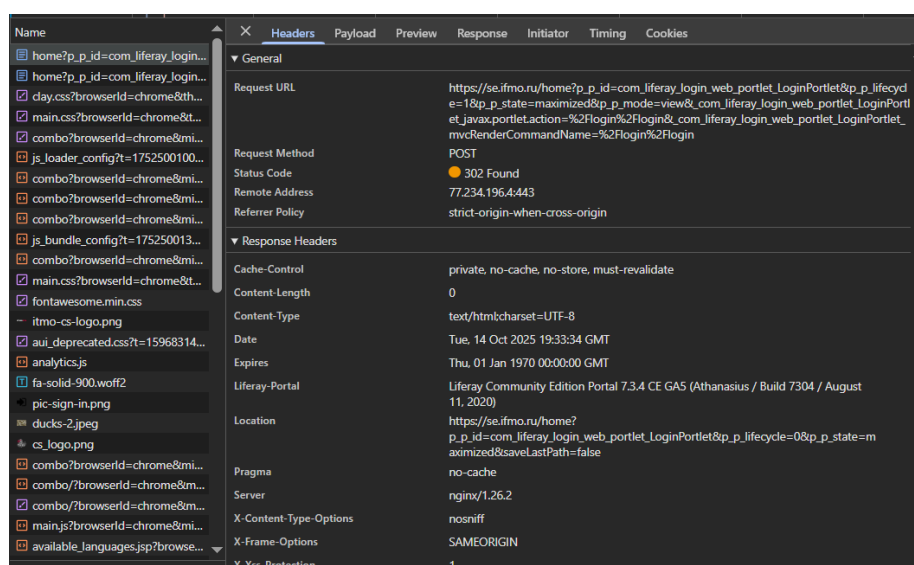 Name
home?p_p_id=com_liferay_login...
home?p_p_id=com_liferay_login...
clay.css?browserId=chrome&th...
main.css?browserId=chrome&t...
combo?browserId=chrome&mi...
js_loader_config?t=1752500100...
combo?browserId=chrome&mi...
combo?browserId=chrome&mi...
combo?browserId=chrome&mi...
js_bundle_config?t=175250013...
combo?browserId=chrome&mi...
main.css?browserId=chrome&t...
fontawesome.min.css
itmo-cs-logo.png
aui_deprecated.css?t=15968314...
analytics.js
fa-solid-900.woff2
pic-sign-in.png
ducks-2.jpeg
cs_logo.png
combo?browserId=chrome&mi...
combo/?browserId=chrome&m...
combo/?browserId=chrome&m...
main.js?browserId=chrome&mi...
available_languages.jsp?browse...
Headers Payload Preview Response Initiator Timing Cookies
General
Request URL
https://se.ifmo.ru/home?p_p_id=com_liferay_login_web_portlet_LoginPortlet&p_p_lifecycl
e=1&p_p_state=maximized&p_p_mode=view&_com_liferay_login_web_portlet_LoginPortl
et_javax.portlet.action=%2Flogin%2Flogin&_com_liferay_login_web_portlet_LoginPortlet_
mvcRenderCommandName=%2Flogin%2Flogin
Request Method POST
Status Code 302 Found
Remote Address 77.234.196.4:443
Referrer Policy strict-origin-when-cross-origin
Response Headers
Cache-Control private, no-cache, no-store, must-revalidate
Content-Length 0
Content-Type text/html;charset=UTF-8
Date Tue, 14 Oct 2025 19:33:34 GMT
Expires Thu, 01 Jan 1970 00:00:00 GMT
Liferay-Portal Liferay Community Edition Portal 7.3.4 CE GA5 (Athanasius / Build 7304 / August
11, 2020)
Location https://se.ifmo.ru/home?
p_p_id=com_liferay_login_web_portlet_LoginPortlet&p_p_lifecycle=0&p_p_state=m
aximized&saveLastPath=false
Pragma no-cache
Server nginx/1.26.2
X-Content-Type-Options nosniff
X-Frame-Options SAMEORIGIN
X-Xss-Protection 1